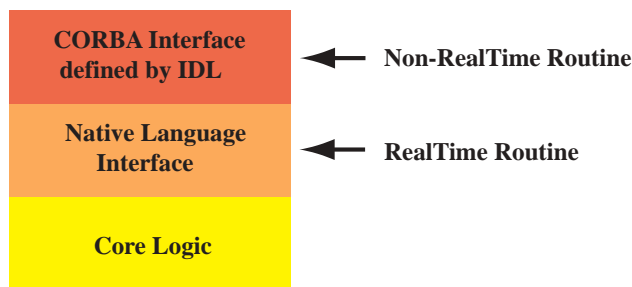 CORBA Interface
defined by IDL
Non-RealTime Routine
Native Language
Interface
RealTime Routine
Core Logic